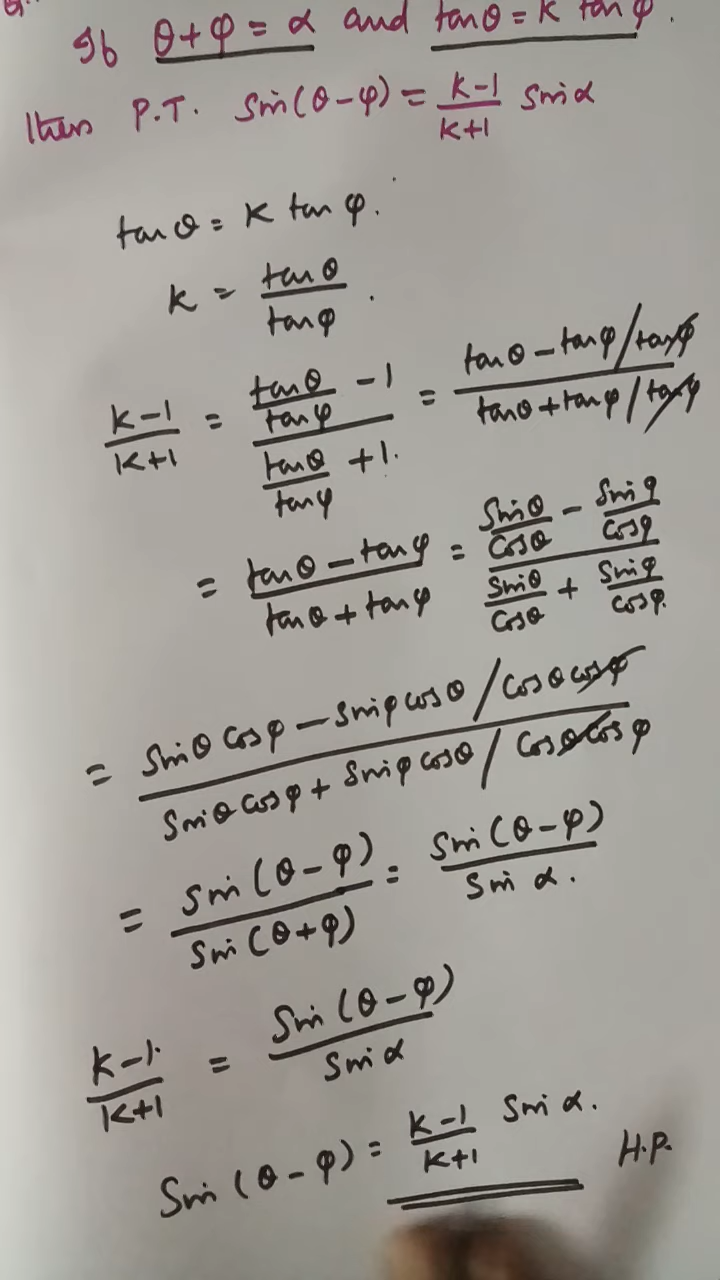 If θ+φ = α and tanθ = K tan φ.
then P.T. Sin(θ-φ) = K-1/K+1 Sinα
tanθ = K tan φ.
K = tanθ/tanφ.
K-1/K+1 = (tanθ/tanφ - 1)/(tanθ/tanφ + 1.) = (tanθ - tanφ/tanφ)/(tanθ + tanφ/tanφ)
= (tanθ - tanφ)/(tanθ + tanφ) = (Sinθ/Cosθ - Sinφ/Cosφ)/(Sinθ/Cosθ + Sinφ/Cosφ.)
= (Sinθ Cosφ - Sinφ cosθ / Cosθ cosφ)/(Sinθ Cosφ + Sinφ cosθ / Cosθ Cosφ)
= Sin(θ-φ)/Sin(θ+φ) = Sin(θ-φ)/Sin α.
K-1/K+1 = Sin(θ-φ)/Sinα
Sin(θ-φ) = K-1/K+1 Sin α. H.P.